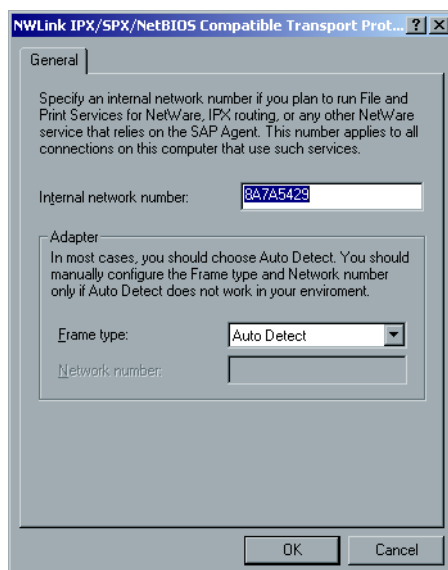 NWLink IPX/SPX/NetBIOS Compatible Transport Prot...
General
Specify an internal network number if you plan to run File and
Print Services for NetWare, IPX routing, or any other NetWare
service that relies on the SAP Agent. This number applies to all
connections on this computer that use such services.
Internal network number: 8A7A5429
Adapter
In most cases, you should choose Auto Detect. You should
manually configure the Frame type and Network number
only if Auto Detect does not work in your enviroment.
Frame type: Auto Detect
Network number:
OK Cancel